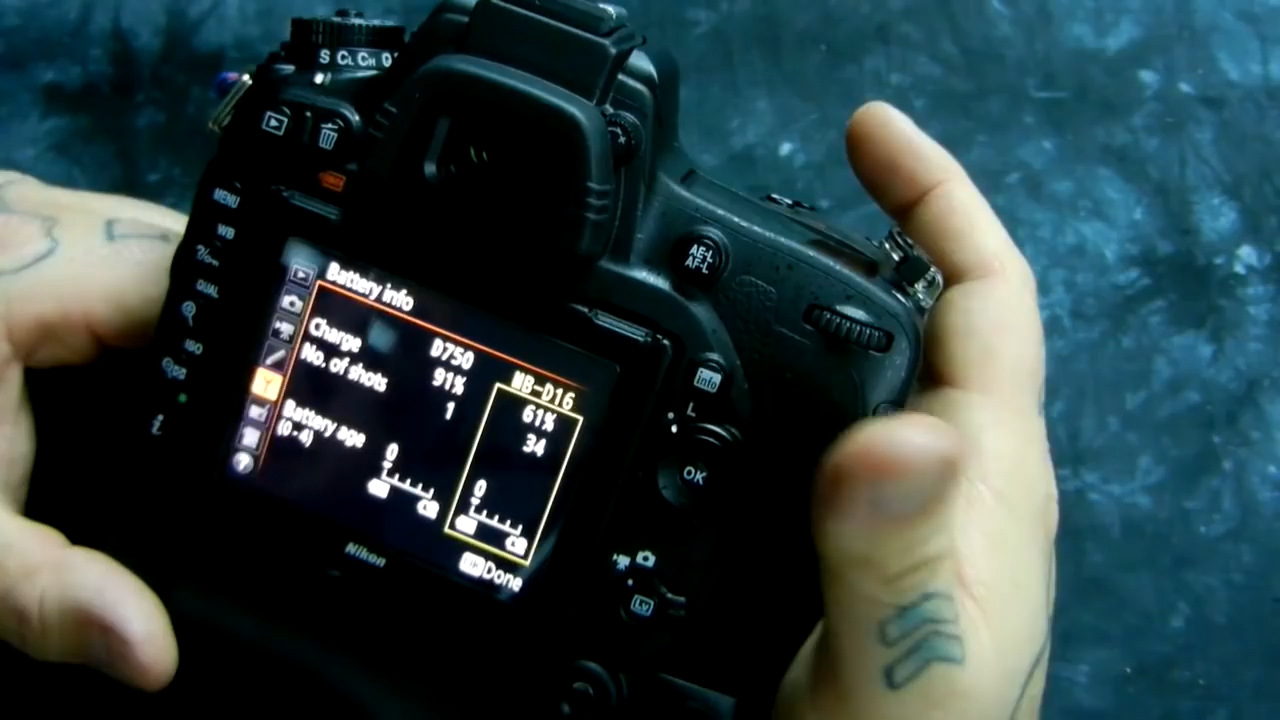 S CL CH Q
MENU
WB
QUAL
ISO
i
AE-L
AF-L
info
L
OK
Lv
Battery info
D750 MB-D16
Charge 91% 61%
No. of shots 1 34
Battery age
(0-4)
0 0
OK Done
?
Nikon